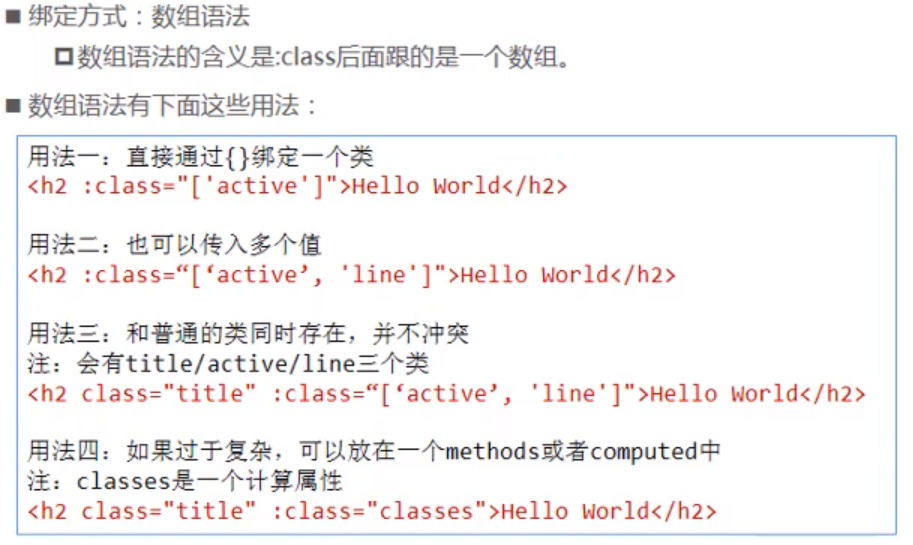 ■ 绑定方式：数组语法
数组语法的含义是:class后面跟的是一个数组。
■ 数组语法有下面这些用法：
用法一：直接通过{}绑定一个类
<h2 :class="['active']">Hello World</h2>
用法二：也可以传入多个值
<h2 :class=“[‘active’, 'line']">Hello World</h2>
用法三：和普通的类同时存在，并不冲突
注：会有title/active/line三个类
<h2 class="title" :class=“[‘active’, 'line']">Hello World</h2>
用法四：如果过于复杂，可以放在一个methods或者computed中
注：classes是一个计算属性
<h2 class="title" :class="classes">Hello World</h2>